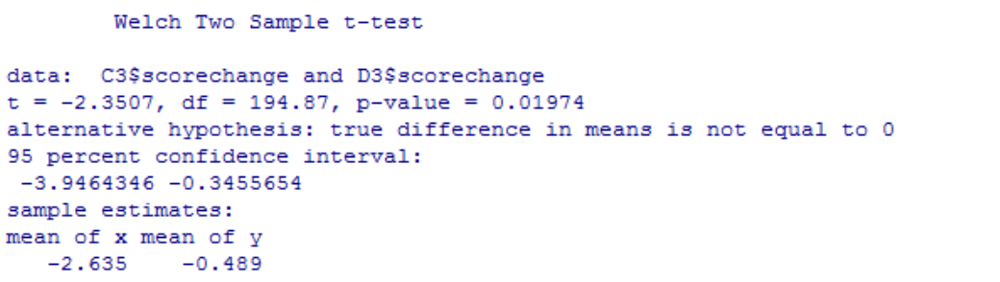 Welch Two Sample t-test
data: C3$scorechange and D3$scorechange
t = -2.3507, df = 194.87, p-value = 0.01974
alternative hypothesis: true difference in means is not equal to 0
95 percent confidence interval:
-3.9464346 -0.3455654
sample estimates:
mean of x mean of y
-2.635 -0.489